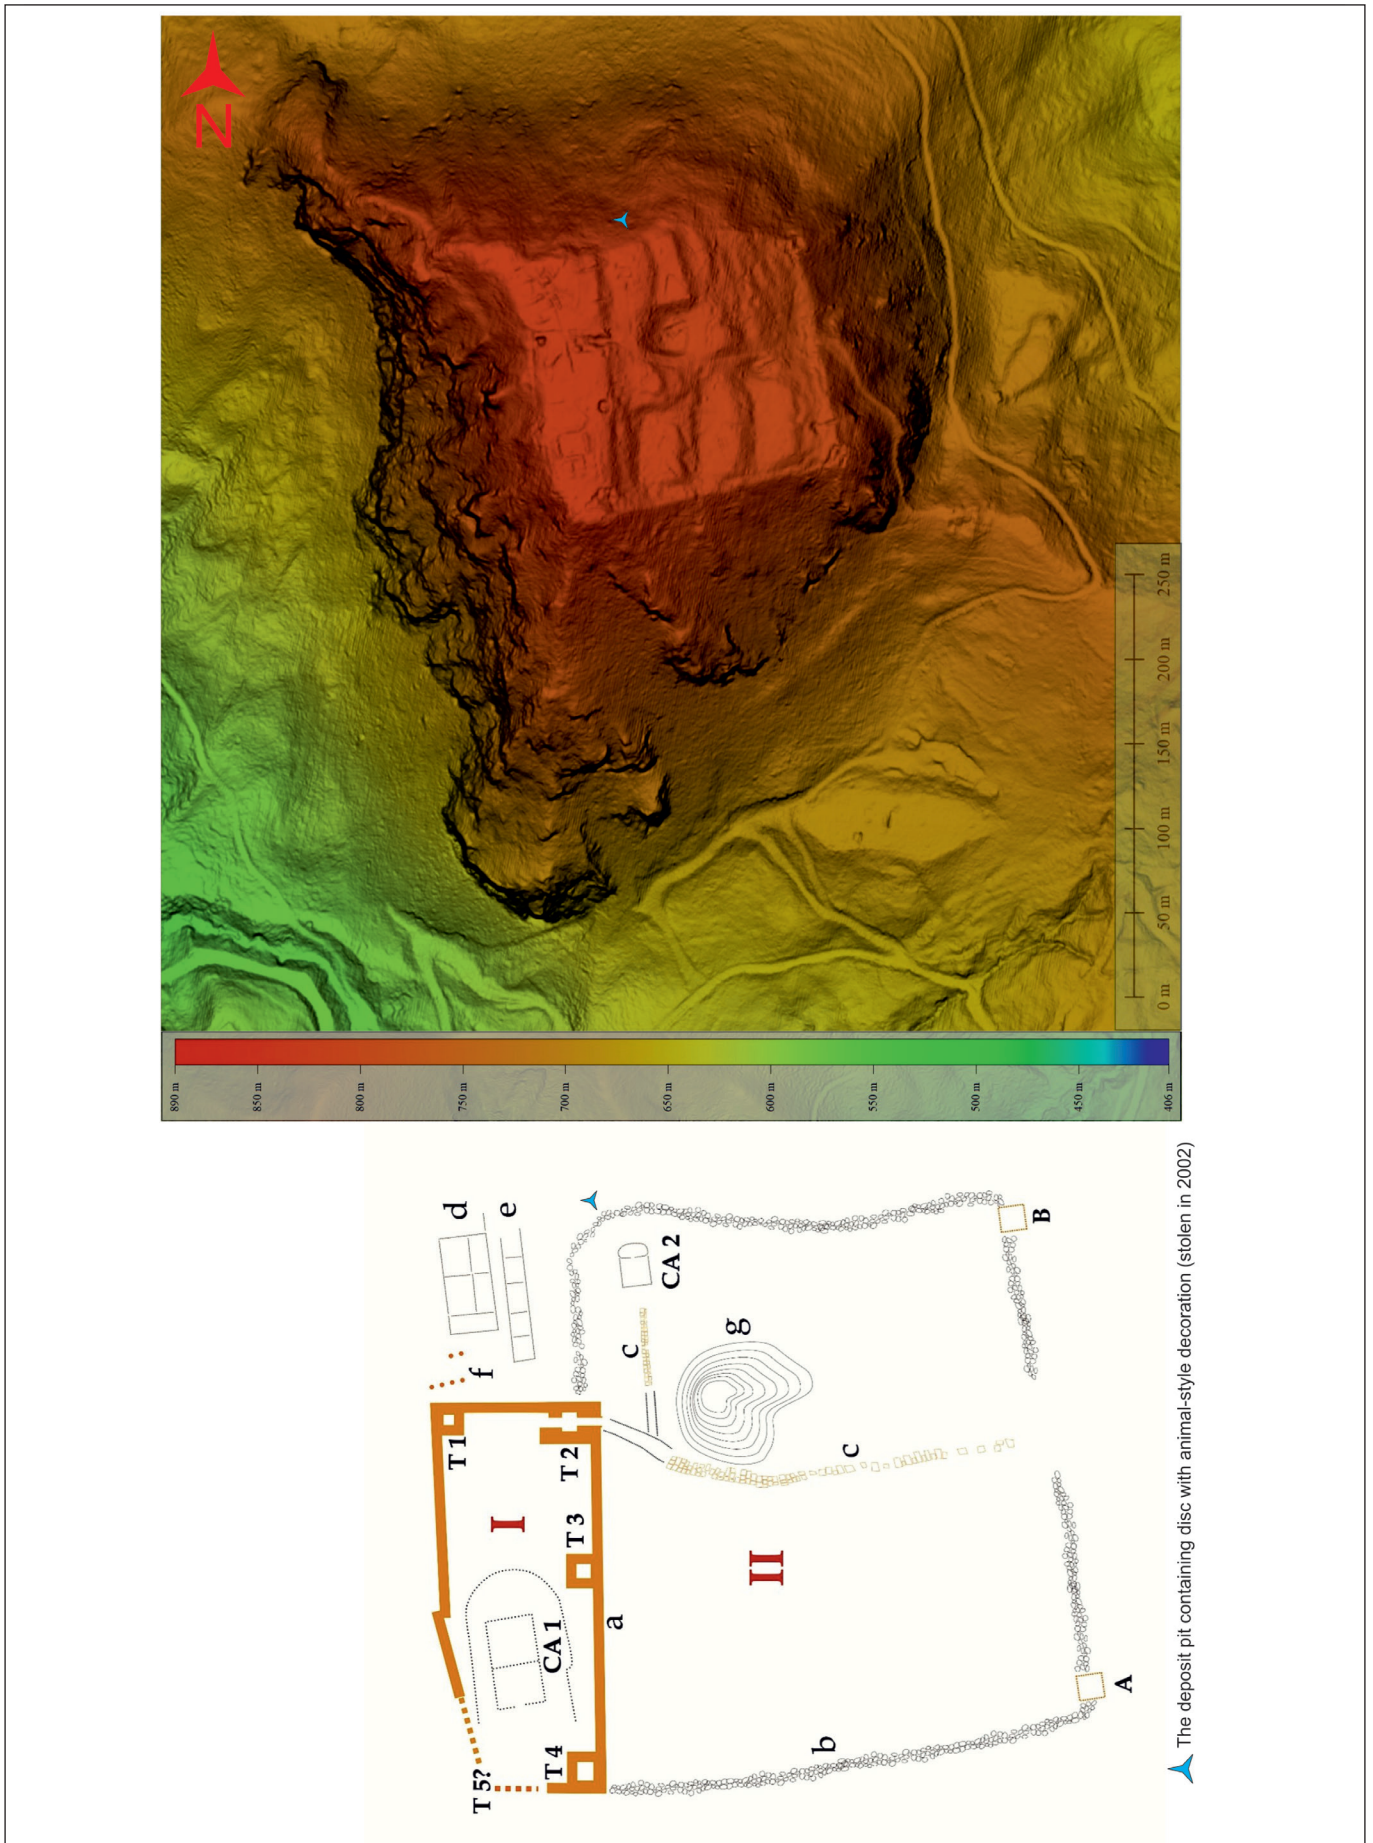 N
0 m
50 m
100 m
150 m
200 m
250 m
890 m
850 m
800 m
750 m
700 m
650 m
600 m
550 m
500 m
450 m
406 m
T 5?
T 4
CA 1
I
T 3
T 2
T 1
f
d
e
a
b
II
c
c
g
CA 2
A
B
The deposit pit containing disc with animal-style decoration (stolen in 2002)